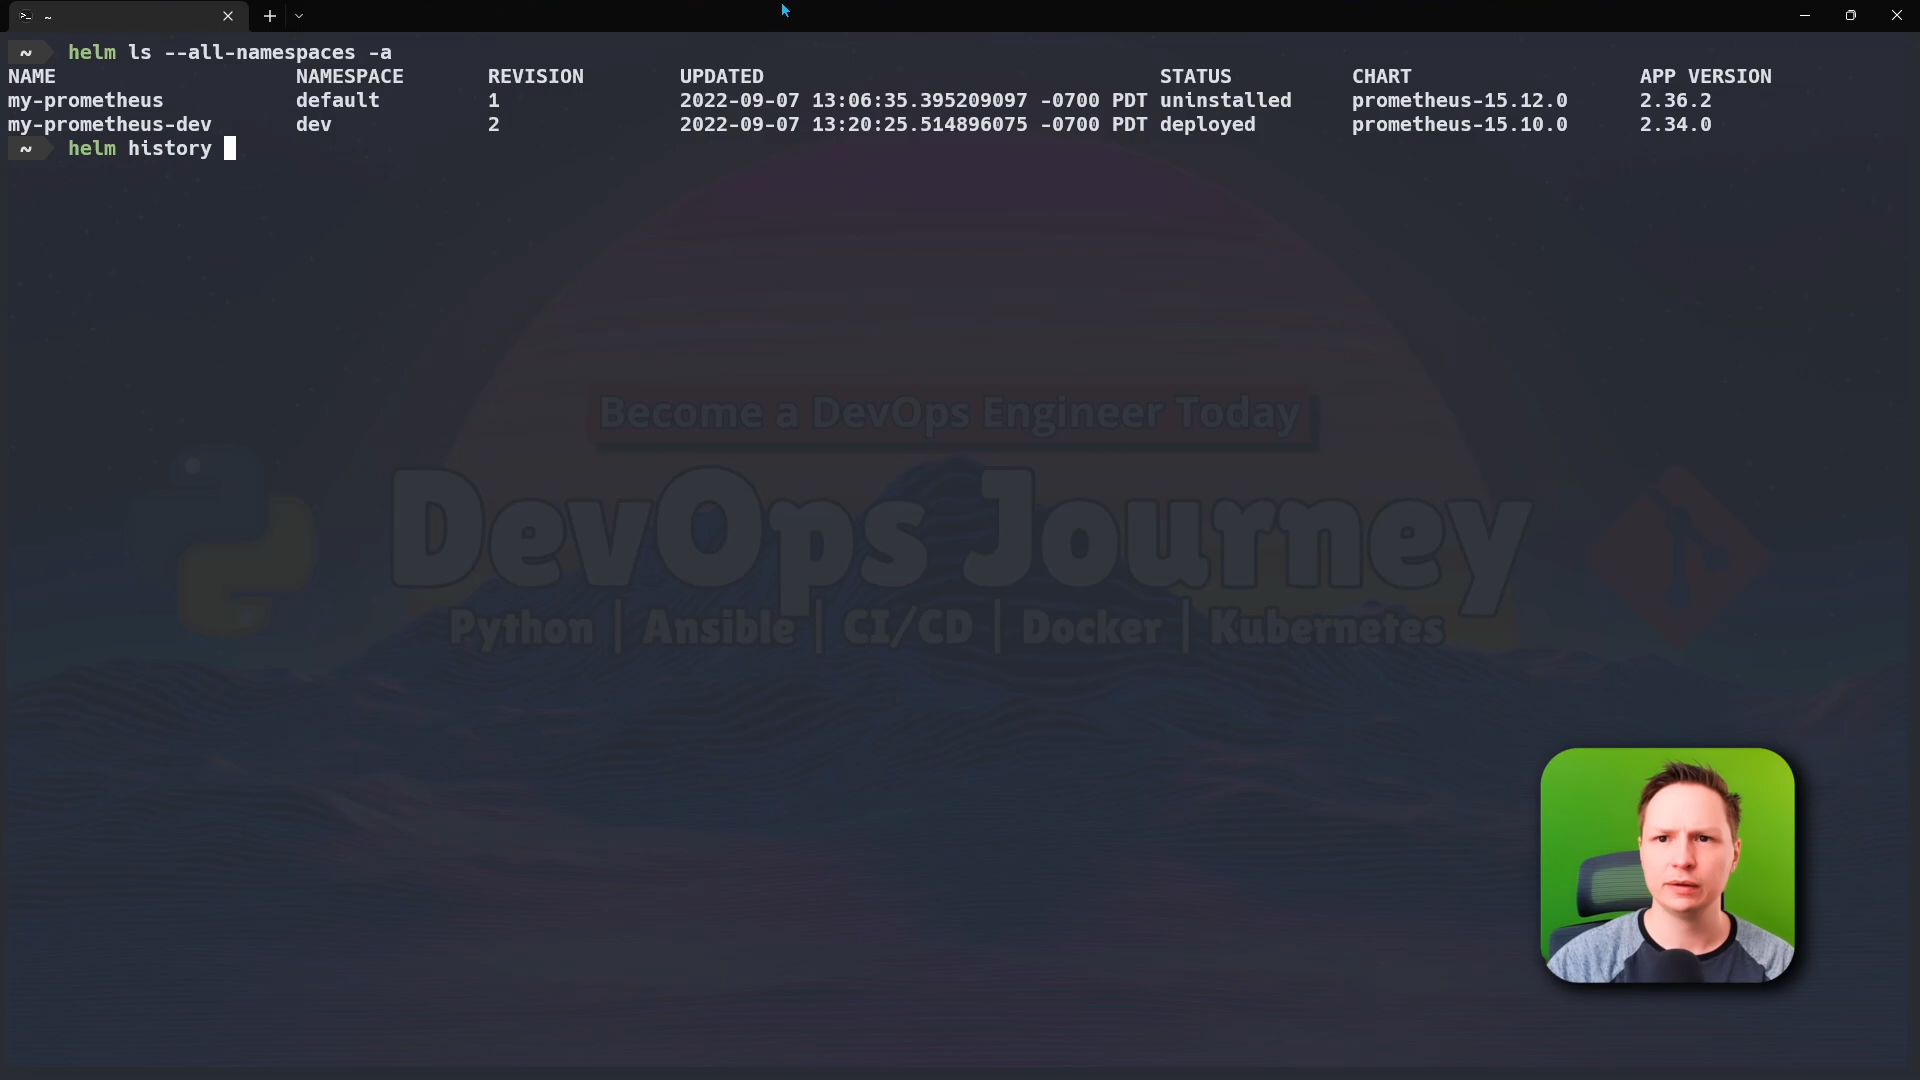 ~
~ helm ls --all-namespaces -a
NAME NAMESPACE REVISION UPDATED STATUS CHART APP VERSION
my-prometheus default 1 2022-09-07 13:06:35.395209097 -0700 PDT uninstalled prometheus-15.12.0 2.36.2
my-prometheus-dev dev 2 2022-09-07 13:20:25.514896075 -0700 PDT deployed prometheus-15.10.0 2.34.0
~ helm history
Become a DevOps Engineer Today
DevOps Journey
Python | Ansible | CI/CD | Docker | Kubernetes